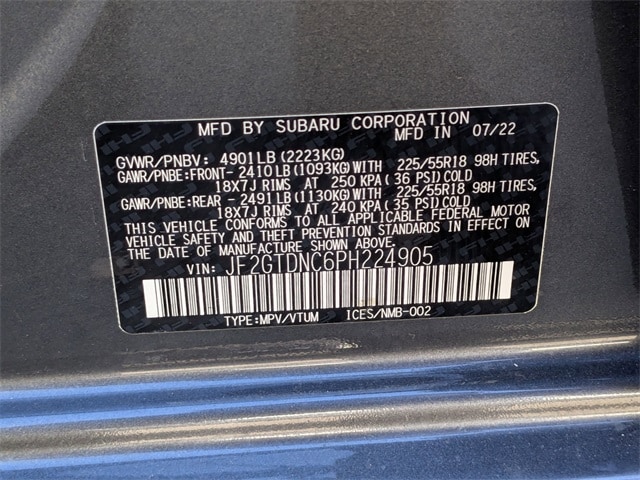 MFD BY SUBARU CORPORATION
MFD IN 07/22
GVWR/PNBV: 4901LB(2223KG)
GAWR/PNBE:FRONT-2410LB(1093KG)WITH 225/55R18 98H TIRES,
18X7J RIMS AT 250 KPA(36 PSI)COLD
GAWR/PNBE:REAR -2491LB(1130KG)WITH 225/55R18 98H TIRES,
18X7J RIMS AT 240 KPA(35 PSI)COLD
THIS VEHICLE CONFORMS TO ALL APPLICABLE FEDERAL MOTOR
VEHICLE SAFETY AND THEFT PREVENTION STANDARDS IN EFFECT ON
THE DATE OF MANUFACTURE SHOWN ABOVE.
VIN: JF2GTDNC6PH224905
TYPE:MPV/VTUM ICES/NMB-002